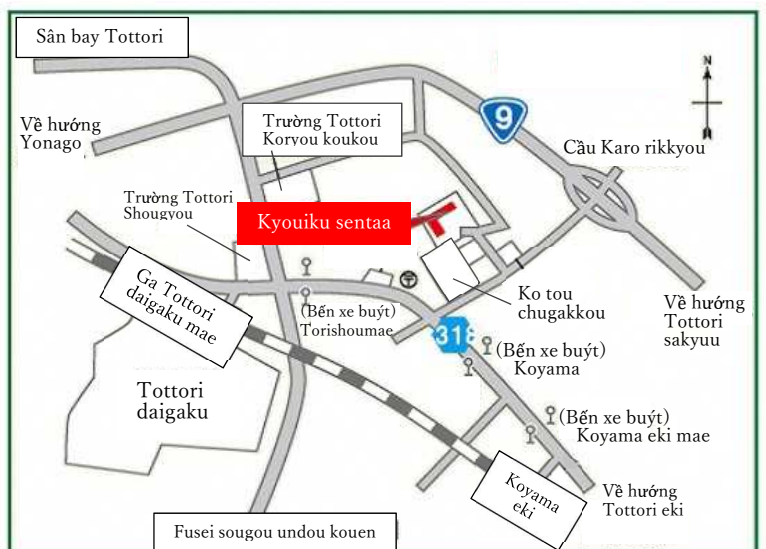 Sân bay Tottori
N
Về hướng
Yonago
Trường Tottori
Koryou koukou
9
Cầu Karo rikkyou
Trường Tottori
Shougyou
Kyouiku sentaa
Ga Tottori
daigaku mae
(Bến xe buýt)
Torishoumae
Ko tou
chugakkou
Về hướng
Tottori
sakyuu
318
(Bến xe buýt)
Koyama
Tottori
daigaku
(Bến xe buýt)
Koyama eki mae
Koyama
eki
Về hướng
Tottori eki
Fusei sougou undou kouen